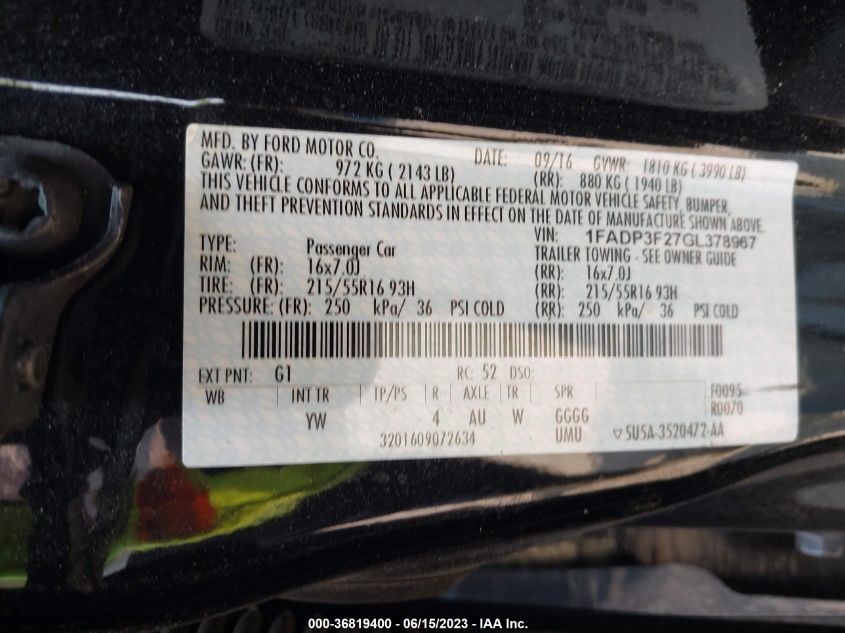 MFD. BY FORD MOTOR CO. DATE: 09/16 GVWR: 1810 KG ( 3990 LB)
GAWR: (FR): 972 KG ( 2143 LB) (RR): 880 KG ( 1940 LB)
THIS VEHICLE CONFORMS TO ALL APPLICABLE FEDERAL MOTOR VEHICLE SAFETY, BUMPER,
AND THEFT PREVENTION STANDARDS IN EFFECT ON THE DATE OF MANUFACTURE SHOWN ABOVE.
VIN: 1FADP3F27GL378967
TYPE: Passenger Car TRAILER TOWING - SEE OWNER GUIDE
RIM: (FR): 16x7.0J (RR): 16x7.0J
TIRE: (FR): 215/55R16 93H (RR): 215/55R16 93H
PRESSURE: (FR): 250 kPa/ 36 PSI COLD (RR): 250 kPa/ 36 PSI COLD
EXT PNT: G1 RC: 52 DSO:
WB INT TR TP/PS R AXLE TR SPR F0095
YW 4 AU W GGGG R0070
3201609072634 UMU ▽ 5U5A-3520472-AA
000-36819400 - 06/15/2023 - IAA Inc.